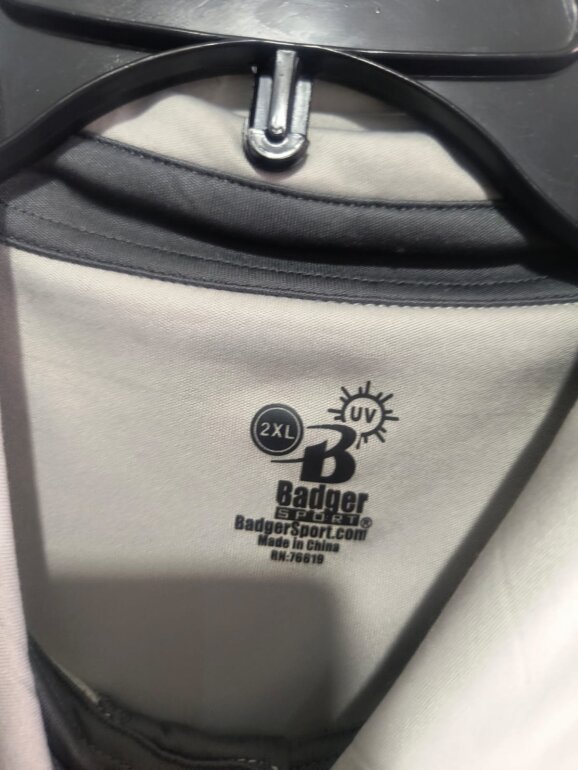 UV
2XL
B
Badger
SPORT®
BadgerSport.com
Made in China
RN:76619